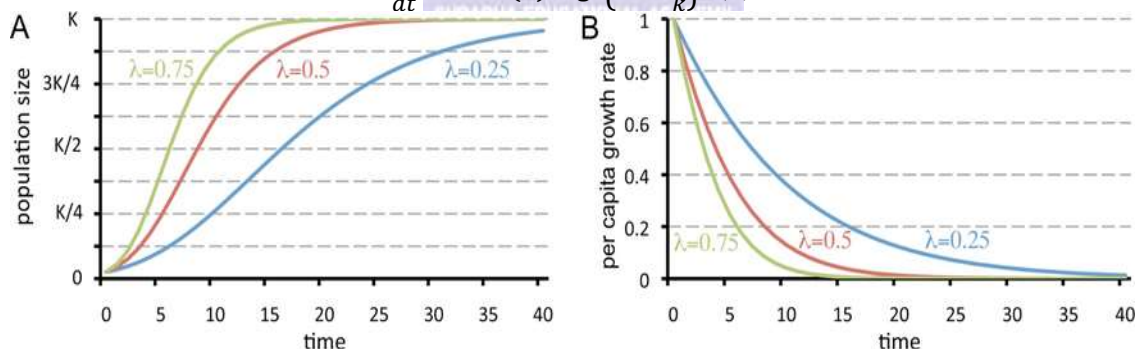 A
K
3K/4
K/2
K/4
0
population size
λ=0.75
λ=0.5
λ=0.25
0 5 10 15 20 25 30 35 40
time
B
1
0.8
0.6
0.4
0.2
0
per capita growth rate
λ=0.75
λ=0.5
λ=0.25
0 5 10 15 20 25 30 35 40
time